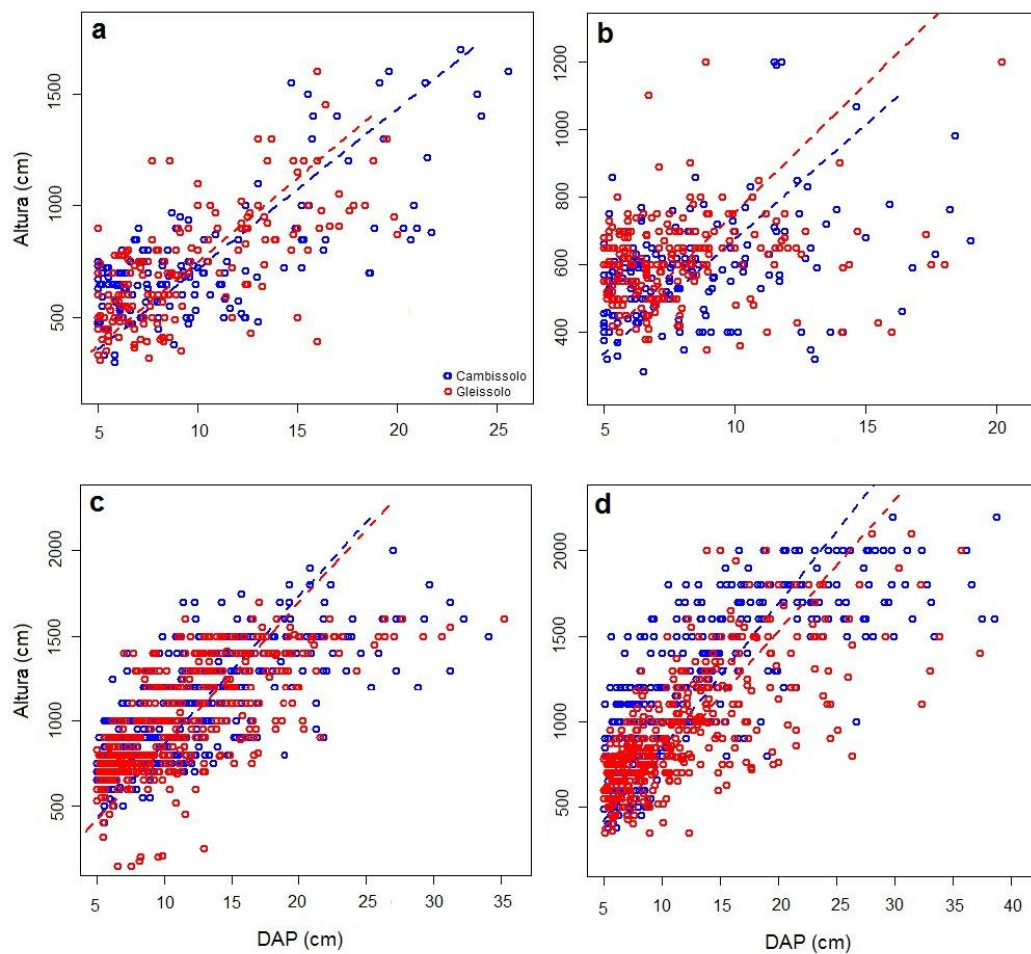 a
Altura (cm)
500 1000 1500
Cambissolo
Gleissolo
5 10 15 20 25
b
400 600 800 1000 1200
5 10 15 20
c
Altura (cm)
500 1000 1500 2000
5 10 15 20 25 30 35
DAP (cm)
d
500 1000 1500 2000
5 10 15 20 25 30 35 40
DAP (cm)